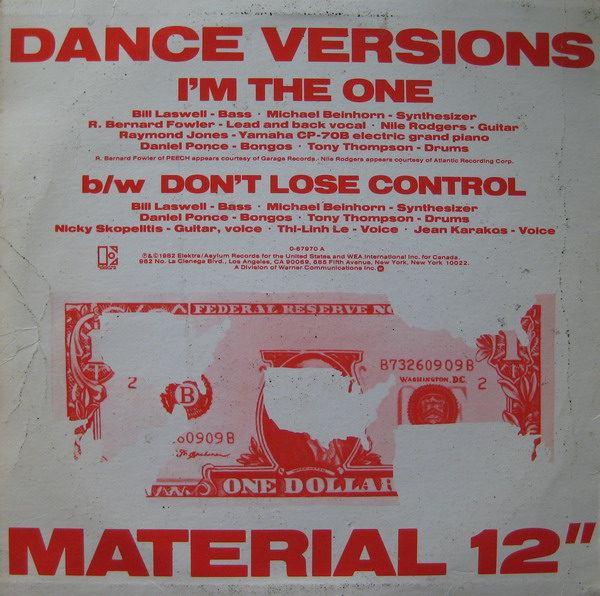 DANCE VERSIONS
I'M THE ONE
Bill Laswell - Bass · Michael Beinhorn - Synthesizer
R. Bernard Fowler - Lead and back vocal · Nile Rodgers - Guitar
Raymond Jones - Yamaha CP-70B electric grand piano
Daniel Ponce - Bongos · Tony Thompson - Drums
R. Bernard Fowler of PEECH appears courtesy of Garage Records. Nile Rodgers appears courtesy of Atlantic Recording Corp.
b/w DON'T LOSE CONTROL
Bill Laswell - Bass · Michael Beinhorn - Synthesizer
Daniel Ponce - Bongos · Tony Thompson - Drums
Nicky Skopelitis - Guitar, voice · Thi-Linh Le - Voice · Jean Karakos - Voice
0-67970 A
℗&©1982 Elektra/Asylum Records for the United States and WEA International Inc. for Canada.
962 No. La Cienega Blvd., Los Angeles, CA 90069, 665 Fifth Avenue, New York, New York 10022.
A Division of Warner Communications Inc.
FEDERAL RESERVE NO
B73260909B
WASHINGTON, D.C.
2
2
B
1
60909B
ONE DOLLAR
MATERIAL 12"